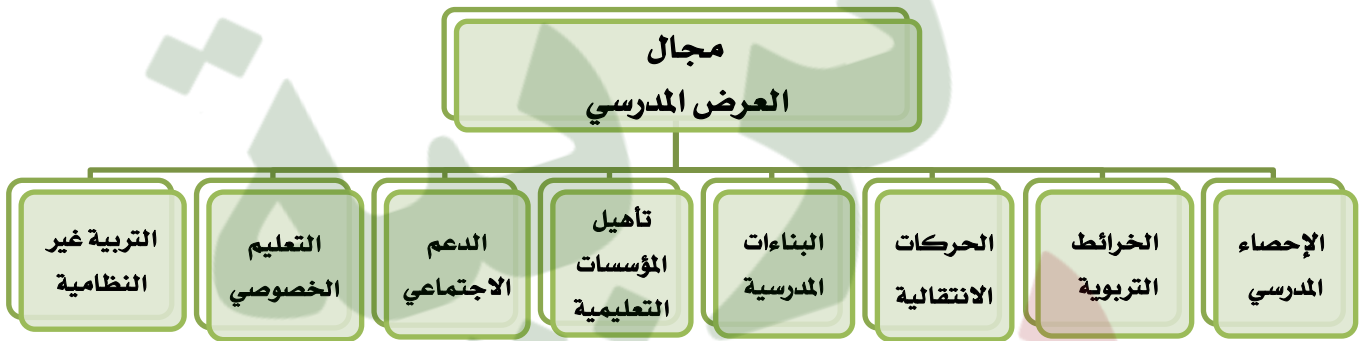 مجال
العرض المدرسي
الإحصاء
المدرسي
الخرائط
التربوية
الحركات
الانتقالية
البناءات
المدرسية
تأهيل
المؤسسات
التعليمية
الدعم
الاجتماعي
التعليم
الخصوصي
التربية غير
النظامية